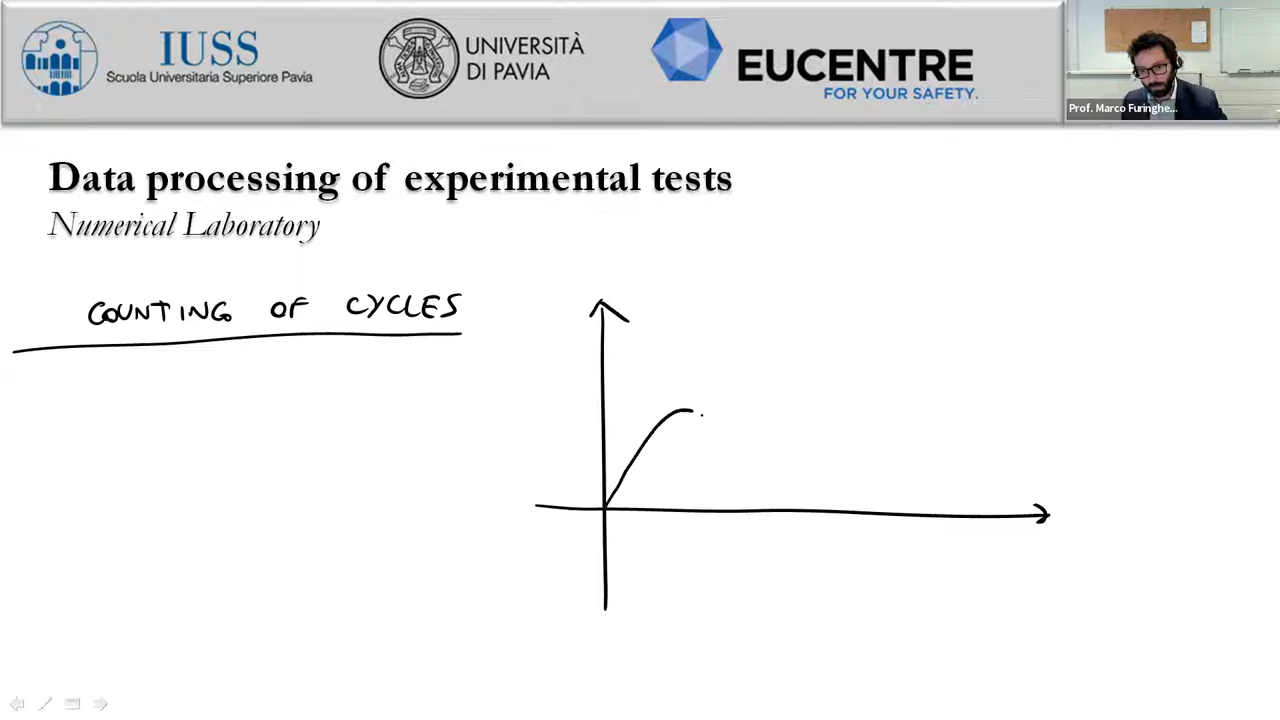 IUSS
Scuola Universitaria Superiore Pavia
UNIVERSITÀ
DI PAVIA
EUCENTRE
FOR YOUR SAFETY.
Prof. Marco Furinghe...
Data processing of experimental tests
Numerical Laboratory
COUNTING OF CYCLES